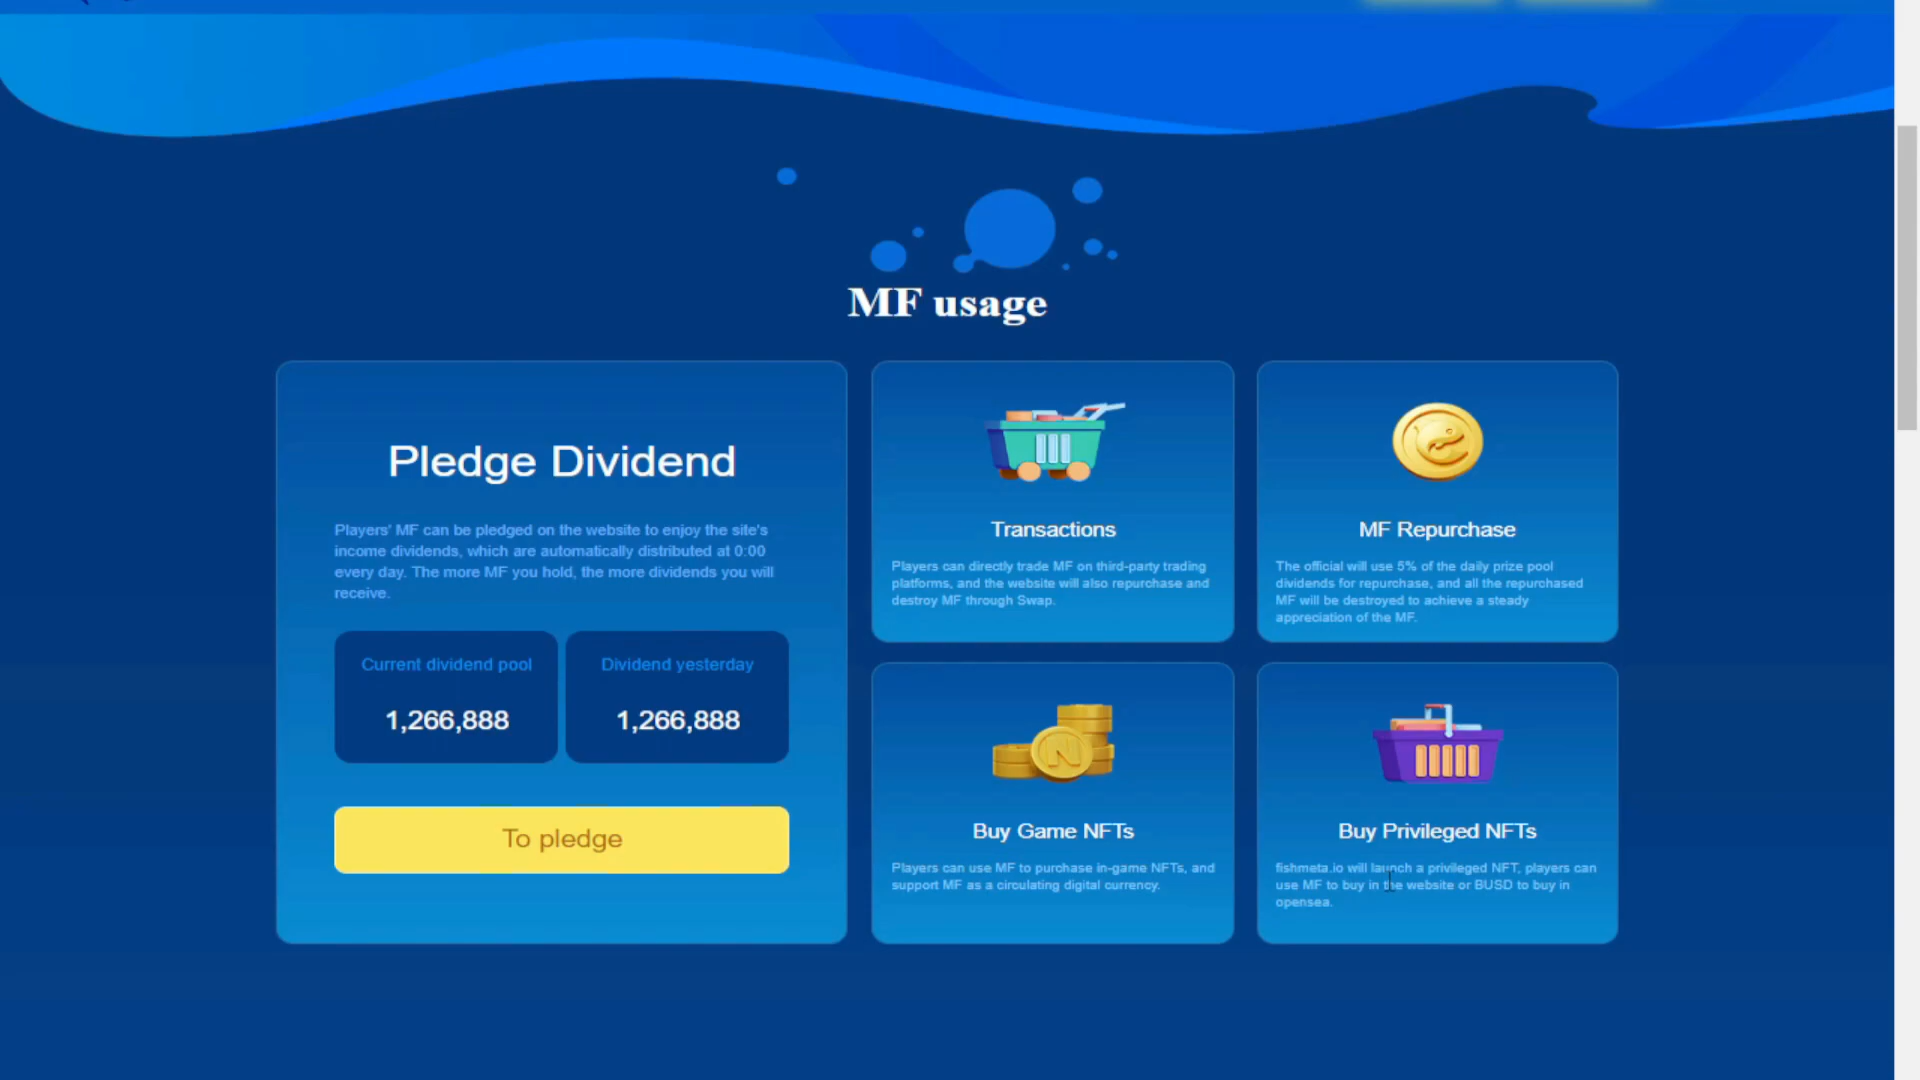 MF usage
Pledge Dividend
Players' MF can be pledged on the website to enjoy the site's
income dividends, which are automatically distributed at 0:00
every day. The more MF you hold, the more dividends you will
receive.
Current dividend pool
1,266,888
Dividend yesterday
1,266,888
To pledge
Transactions
Players can directly trade MF on third-party trading
platforms, and the website will also repurchase and
destroy MF through Swap.
MF Repurchase
The official will use 5% of the daily prize pool
dividends for repurchase, and all the repurchased
MF will be destroyed to achieve a steady
appreciation of the MF.
Buy Game NFTs
Players can use MF to purchase in-game NFTs, and
support MF as a circulating digital currency.
Buy Privileged NFTs
fishmeta.io will launch a privileged NFT, players can
use MF to buy in the website or BUSD to buy in
opensea.